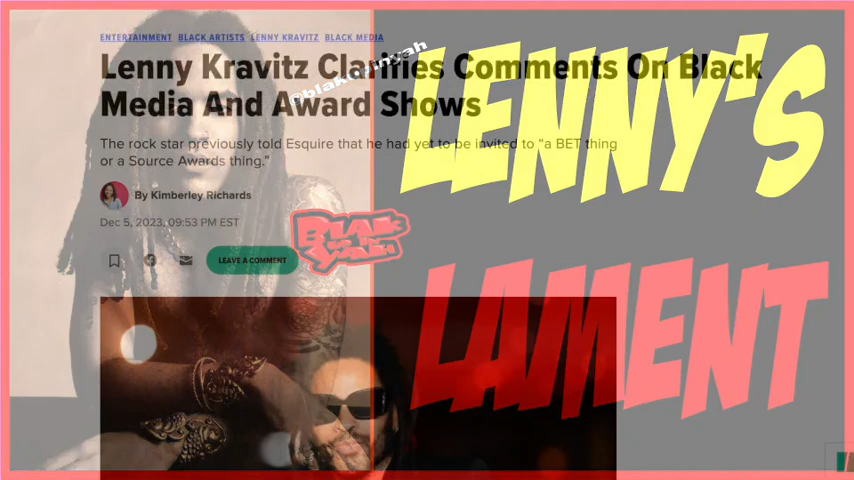 ENTERTAINMENT BLACK ARTISTS LENNY KRAVITZ BLACK MEDIA
Lenny Kravitz Clarifies Comments On Black
Media And Award Shows
The rock star previously told Esquire that he had yet to be invited to “a BET thing
or a Source Awards thing.”
By Kimberley Richards
Dec 5, 2023, 09:53 PM EST
LEAVE A COMMENT
LENNY'S
LAMENT
BLAK